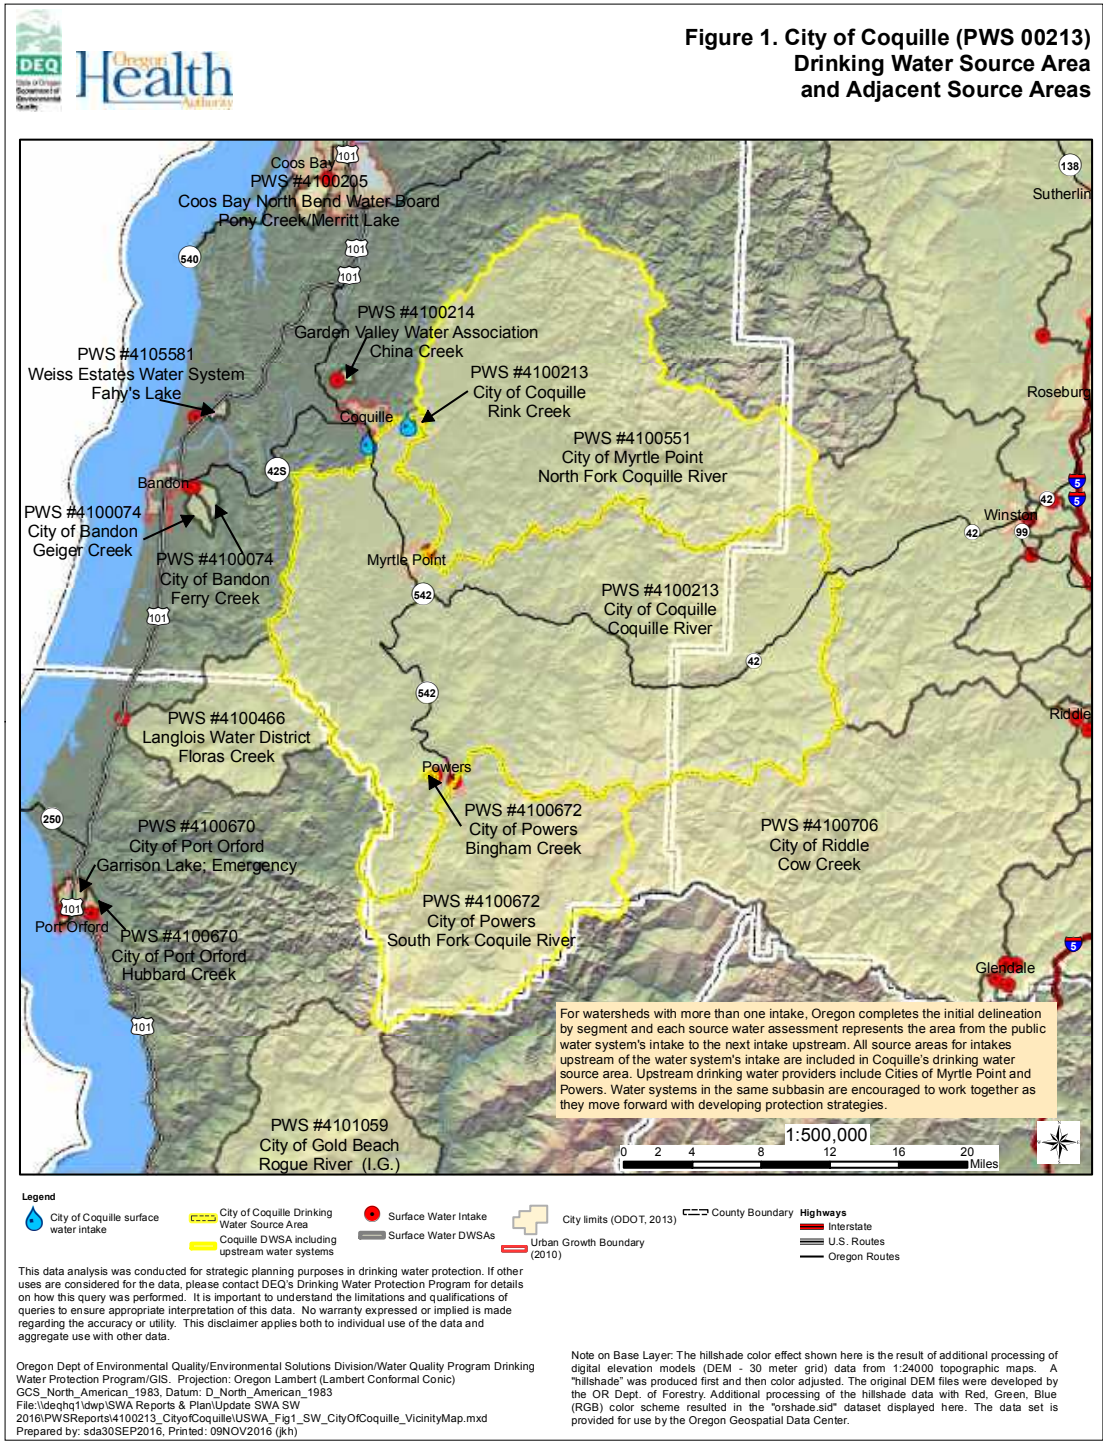 Figure 1. City of Coquille (PWS 00213)
Drinking Water Source Area
and Adjacent Source Areas
DEQ
State of Oregon
Department of
Environmental
Quality
Oregon
Health
Authority
Coos Bay
101
PWS #4100205
Coos Bay North Bend Water Board
Pony Creek/Merritt Lake
138
Sutherlin
101
540
101
PWS #4100214
Garden Valley Water Association
China Creek
PWS #4105581
Weiss Estates Water System
Fahy's Lake
PWS #4100213
City of Coquille
Rink Creek
Roseburg
Coquille
PWS #4100551
City of Myrtle Point
North Fork Coquille River
42S
Bandon
5
5
42
PWS #4100074
City of Bandon
Geiger Creek
Winston
42
99
PWS #4100074
City of Bandon
Ferry Creek
Myrtle Point
542
PWS #4100213
City of Coquille
Coquille River
101
42
542
PWS #4100466
Langlois Water District
Floras Creek
Riddle
Powers
250
PWS #4100670
City of Port Orford
Garrison Lake; Emergency
PWS #4100672
City of Powers
Bingham Creek
PWS #4100706
City of Riddle
Cow Creek
101
Port Orford
PWS #4100670
City of Port Orford
Hubbard Creek
PWS #4100672
City of Powers
South Fork Coquile River
5
Glendale
101
For watersheds with more than one intake, Oregon completes the initial delineation
by segment and each source water assessment represents the area from the public
water system's intake to the next intake upstream. All source areas for intakes
upstream of the water system's intake are included in Coquille's drinking water
source area. Upstream drinking water providers include Cities of Myrtle Point and
Powers. Water systems in the same subbasin are encouraged to work together as
they move forward with developing protection strategies.
PWS #4101059
City of Gold Beach
Rogue River (I.G.)
1:500,000
0 2 4 8 12 16 20
Miles
Legend
City of Coquille surface
water intake
City of Coquille Drinking
Water Source Area
Coquille DWSA including
upstream water systems
Surface Water Intake
Surface Water DWSAs
City limits (ODOT, 2013)
Urban Growth Boundary
(2010)
County Boundary
Highways
Interstate
U.S. Routes
Oregon Routes
This data analysis was conducted for strategic planning purposes in drinking water protection. If other
uses are considered for the data, please contact DEQ's Drinking Water Protection Program for details
on how this query was performed. It is important to understand the limitations and qualifications of
queries to ensure appropriate interpretation of this data. No warranty expressed or implied is made
regarding the accuracy or utility. This disclaimer applies both to individual use of the data and
aggregate use with other data.
Oregon Dept of Environmental Quality/Environmental Solutions Division/Water Quality Program Drinking
Water Protection Program/GIS. Projection: Oregon Lambert (Lambert Conformal Conic)
GCS_North_American_1983, Datum: D_North_American_1983
File:\\deqhq1\dwp\SWA Reports & Plan\Update SWA SW
2016\PWSReports\4100213_CityofCoquille\USWA_Fig1_SW_CityOfCoquille_VicinityMap.mxd
Prepared by: sda30SEP2016, Printed: 09NOV2016 (jkh)
Note on Base Layer: The hillshade color effect shown here is the result of additional processing of
digital elevation models (DEM - 30 meter grid) data from 1:24000 topographic maps. A
"hillshade" was produced first and then color adjusted. The original DEM files were developed by
the OR Dept. of Forestry. Additional processing of the hillshade data with Red, Green, Blue
(RGB) color scheme resulted in the "orshade.sid" dataset displayed here. The data set is
provided for use by the Oregon Geospatial Data Center.